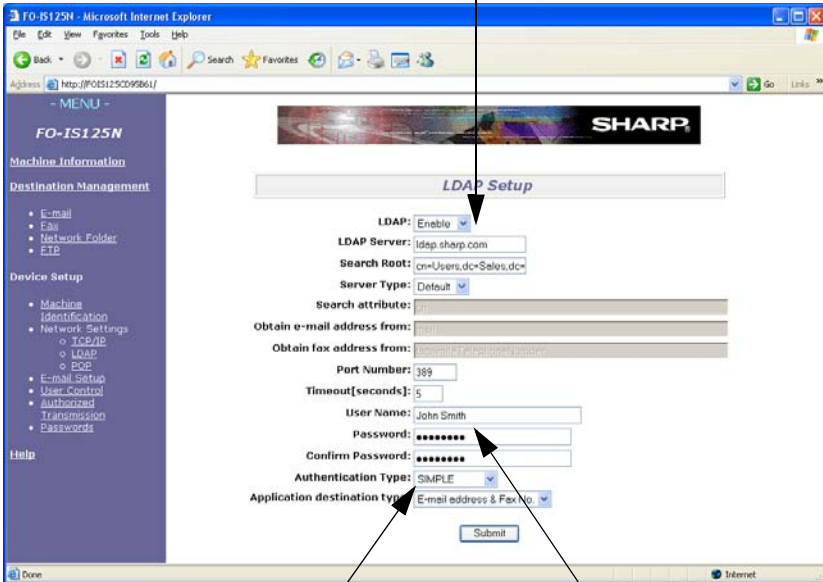 FO-IS125N - Microsoft Internet Explorer
File Edit View Favorites Tools Help
Back Search Favorites
Address http://FOIS125CD95B61/ Go Links »
- MENU -
FO-IS125N
Machine Information
Destination Management
• E-mail
• Fax
• Network Folder
• FTP
Device Setup
• Machine
Identification
• Network Settings
○ TCP/IP
○ LDAP
○ POP
• E-mail Setup
• User Control
• Authorized
Transmission
• Passwords
Help
SHARP
LDAP Setup
LDAP: Enable
LDAP Server: ldap.sharp.com
Search Root: cn=Users,dc=Sales,dc=
Server Type: Default
Search attribute: cn
Obtain e-mail address from: mail
Obtain fax address from:
Port Number: 389
Timeout[seconds]: 5
User Name: John Smith
Password: ●●●●●●●●
Confirm Password: ●●●●●●●●
Authentication Type: SIMPLE
Application destination type: E-mail address & Fax No.
Submit
Done Internet